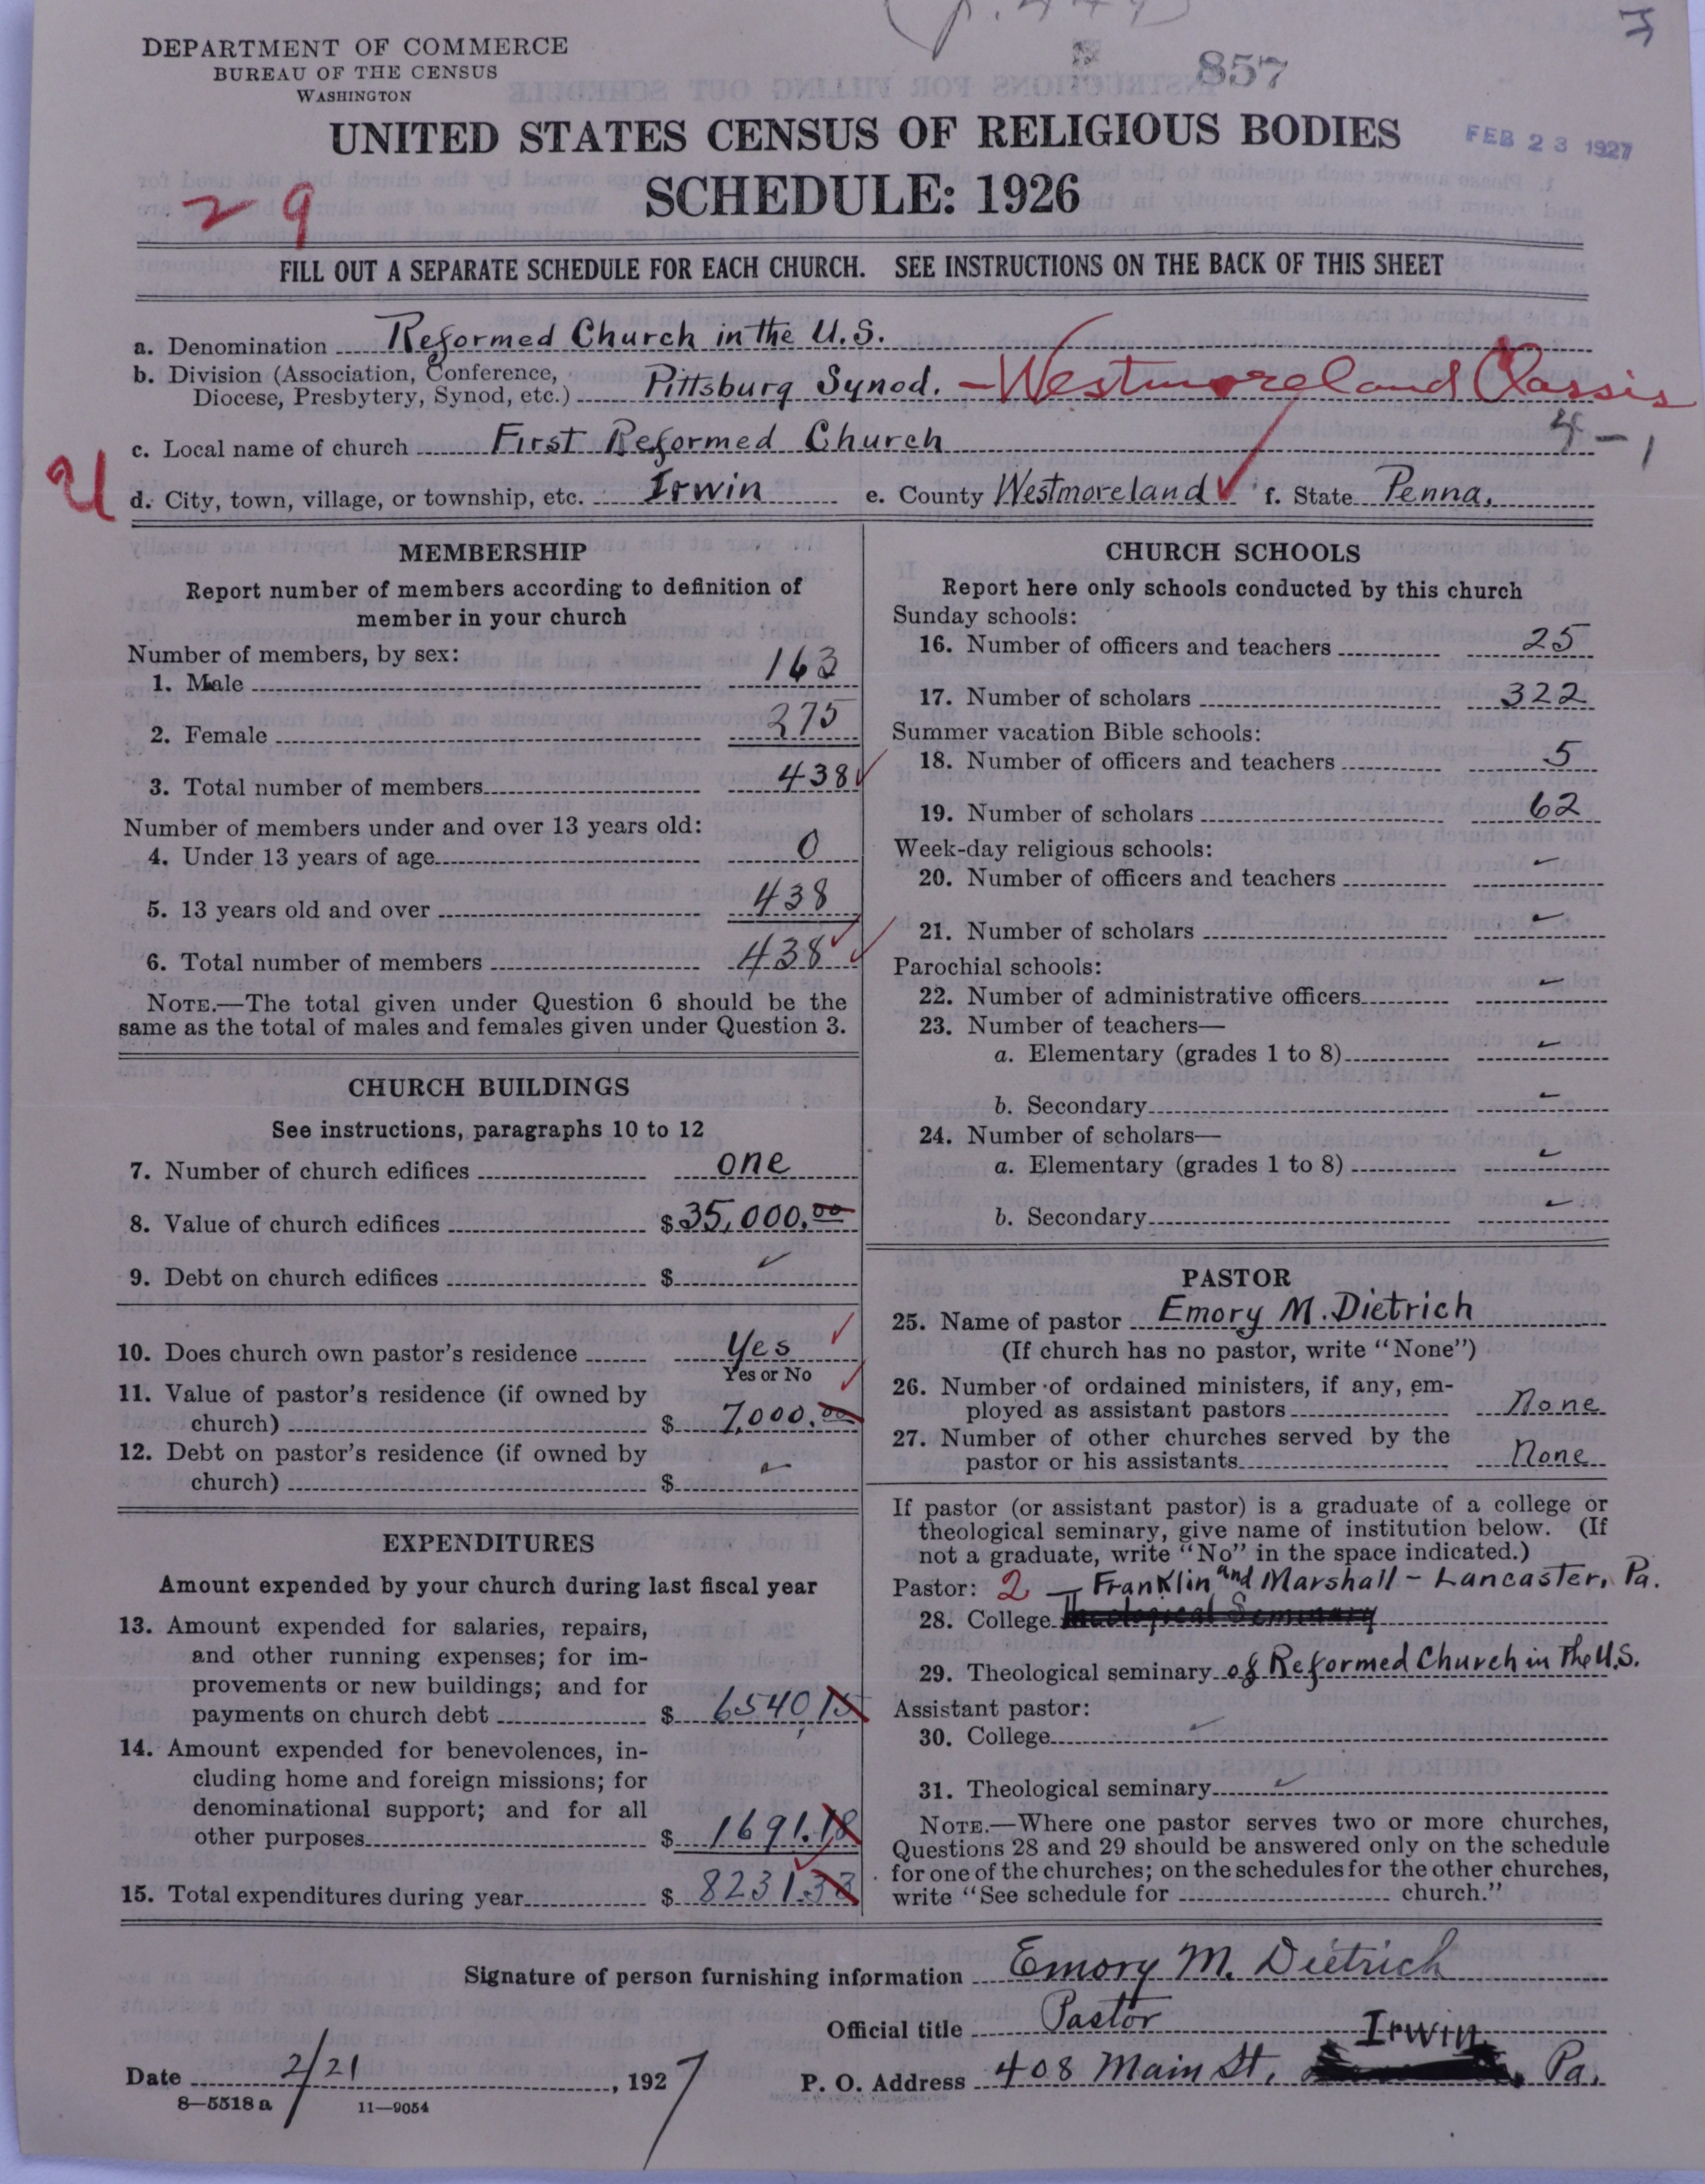 DEPARTMENT OF COMMERCE
BUREAU OF THE CENSUS
WASHINGTON
857
UNITED STATES CENSUS OF RELIGIOUS BODIES
FEB 23 1927
SCHEDULE: 1926
29
FILL OUT A SEPARATE SCHEDULE FOR EACH CHURCH. SEE INSTRUCTIONS ON THE BACK OF THIS SHEET
a. Denomination Reformed Church in the U.S.
b. Division (Association, Conference, Diocese, Presbytery, Synod, etc.) Pittsburg Synod. - Westmoreland Classis
4-1
c. Local name of church First Reformed Church
U
d. City, town, village, or township, etc. Irwin e. County Westmoreland f. State Penna.
MEMBERSHIP
Report number of members according to definition of
member in your church
Number of members, by sex:
1. Male 163
2. Female 275
3. Total number of members 438
Number of members under and over 13 years old:
4. Under 13 years of age 0
5. 13 years old and over 438
6. Total number of members 438
NOTE.—The total given under Question 6 should be the
same as the total of males and females given under Question 3.
CHURCH BUILDINGS
See instructions, paragraphs 10 to 12
7. Number of church edifices one
8. Value of church edifices $ 35,000.00
9. Debt on church edifices $
10. Does church own pastor's residence Yes
Yes or No
11. Value of pastor's residence (if owned by
church) $ 7,000.00
12. Debt on pastor's residence (if owned by
church) $
EXPENDITURES
Amount expended by your church during last fiscal year
13. Amount expended for salaries, repairs,
and other running expenses; for im-
provements or new buildings; and for
payments on church debt $ 6540.15
14. Amount expended for benevolences, in-
cluding home and foreign missions; for
denominational support; and for all
other purposes $ 1691.18
15. Total expenditures during year $ 8231.33
CHURCH SCHOOLS
Report here only schools conducted by this church
Sunday schools:
16. Number of officers and teachers 25
17. Number of scholars 322
Summer vacation Bible schools:
18. Number of officers and teachers 5
19. Number of scholars 62
Week-day religious schools:
20. Number of officers and teachers
21. Number of scholars
Parochial schools:
22. Number of administrative officers
23. Number of teachers—
a. Elementary (grades 1 to 8)
b. Secondary
24. Number of scholars—
a. Elementary (grades 1 to 8)
b. Secondary
PASTOR
25. Name of pastor Emory M. Dietrich
(If church has no pastor, write "None")
26. Number of ordained ministers, if any, em-
ployed as assistant pastors None
27. Number of other churches served by the
pastor or his assistants None
If pastor (or assistant pastor) is a graduate of a college or
theological seminary, give name of institution below. (If
not a graduate, write "No" in the space indicated.)
Pastor: 2 — Franklin and Marshall - Lancaster, Pa.
28. College Theological Seminary
29. Theological seminary of Reformed Church in the U.S.
Assistant pastor:
30. College
31. Theological seminary
NOTE.—Where one pastor serves two or more churches,
Questions 28 and 29 should be answered only on the schedule
for one of the churches; on the schedules for the other churches,
write "See schedule for church."
Signature of person furnishing information Emory M. Dietrich
Official title Pastor
Date 2/21, 1927 P. O. Address 408 Main St. Irwin, Pa.
8—5518 a 11—9054